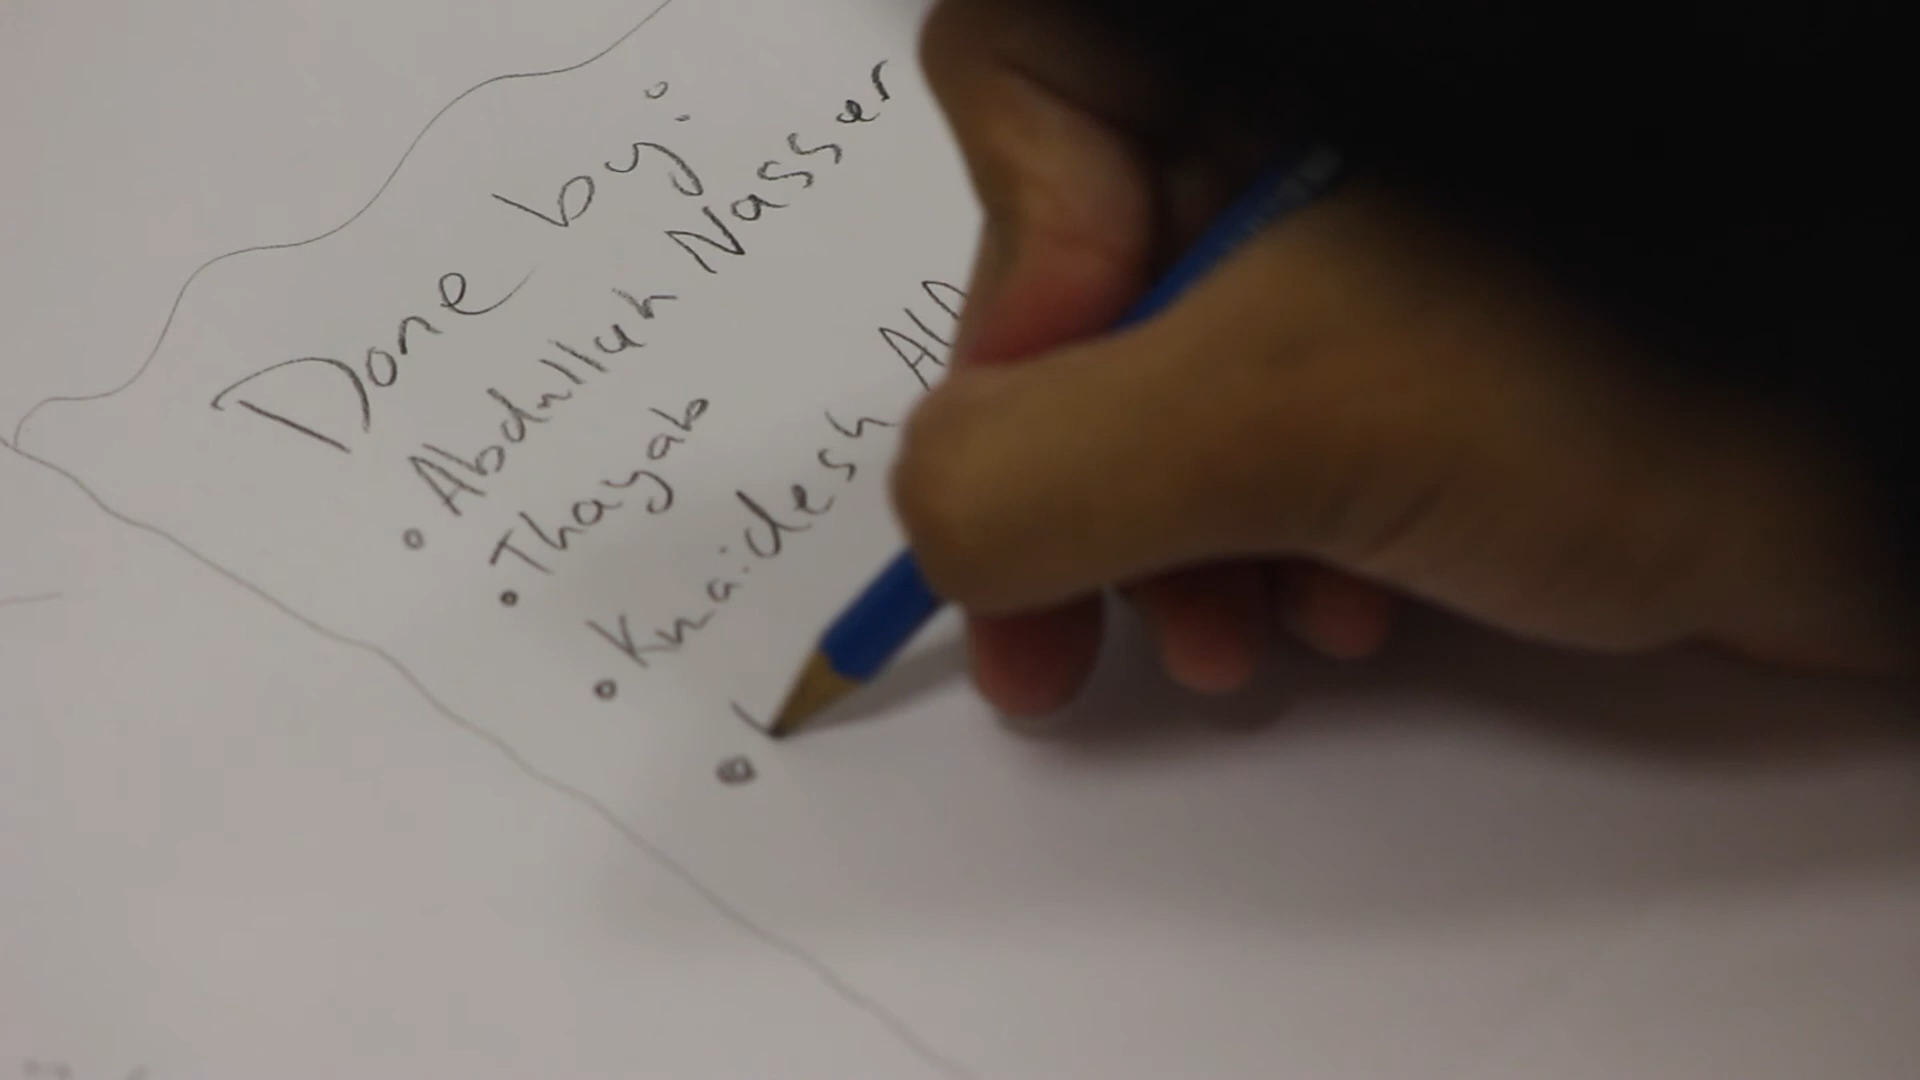 Done by:
• Abdullah Nasser
• Thayab
• Khaidesh
•